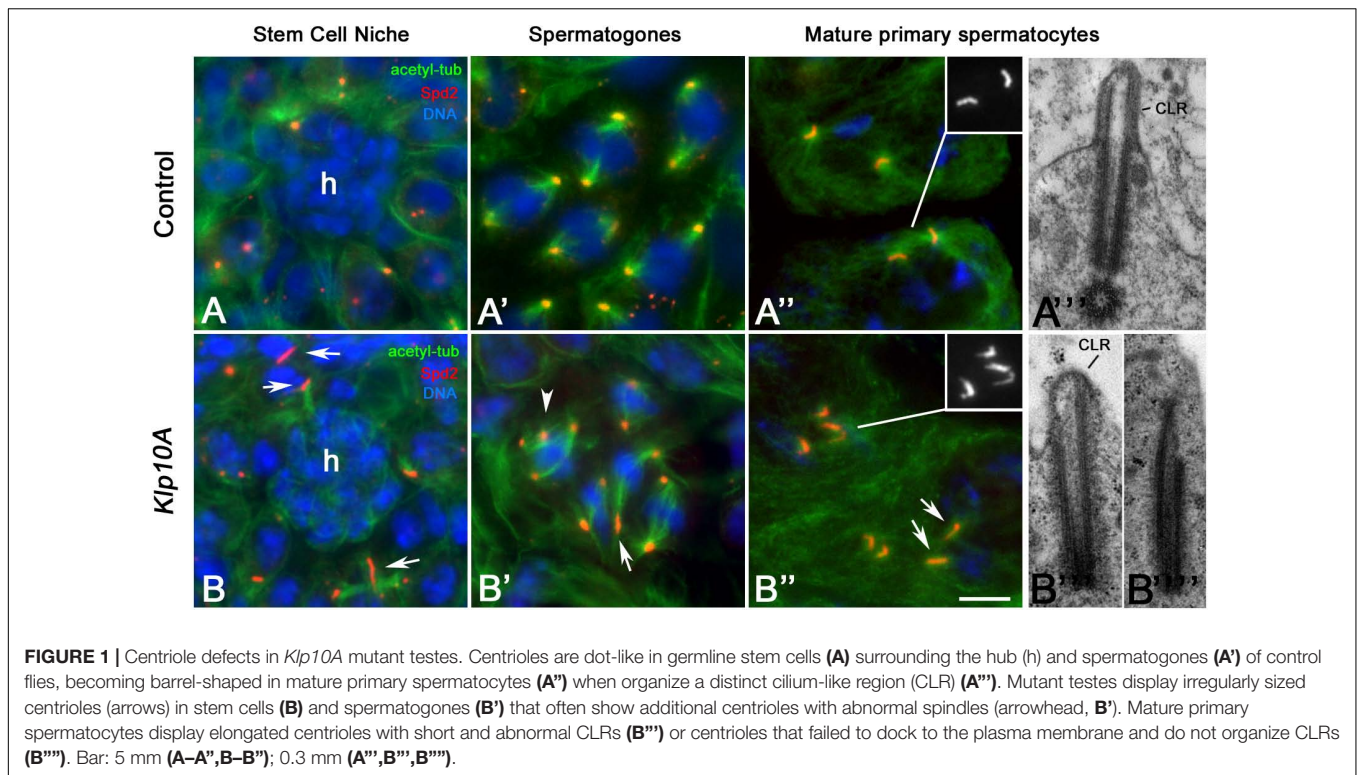 Stem Cell Niche
Spermatogones
Mature primary spermatocytes
Control
acetyl-tub
Spd2
DNA
h
A
A'
A''
CLR
A'''
Klp10A
acetyl-tub
Spd2
DNA
h
B
B'
B''
CLR
B'''
B''''
FIGURE 1 | Centriole defects in Klp10A mutant testes. Centrioles are dot-like in germline stem cells (A) surrounding the hub (h) and spermatogones (A') of control
flies, becoming barrel-shaped in mature primary spermatocytes (A'') when organize a distinct cilium-like region (CLR) (A'''). Mutant testes display irregularly sized
centrioles (arrows) in stem cells (B) and spermatogones (B') that often show additional centrioles with abnormal spindles (arrowhead, B'). Mature primary
spermatocytes display elongated centrioles with short and abnormal CLRs (B''') or centrioles that failed to dock to the plasma membrane and do not organize CLRs
(B''''). Bar: 5 mm (A–A'',B–B''); 0.3 mm (A''',B''',B'''').